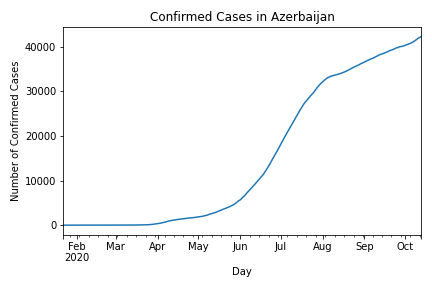 Confirmed Cases in Azerbaijan
Number of Confirmed Cases
40000
30000
20000
10000
0
Feb Mar Apr May Jun Jul Aug Sep Oct
2020
Day